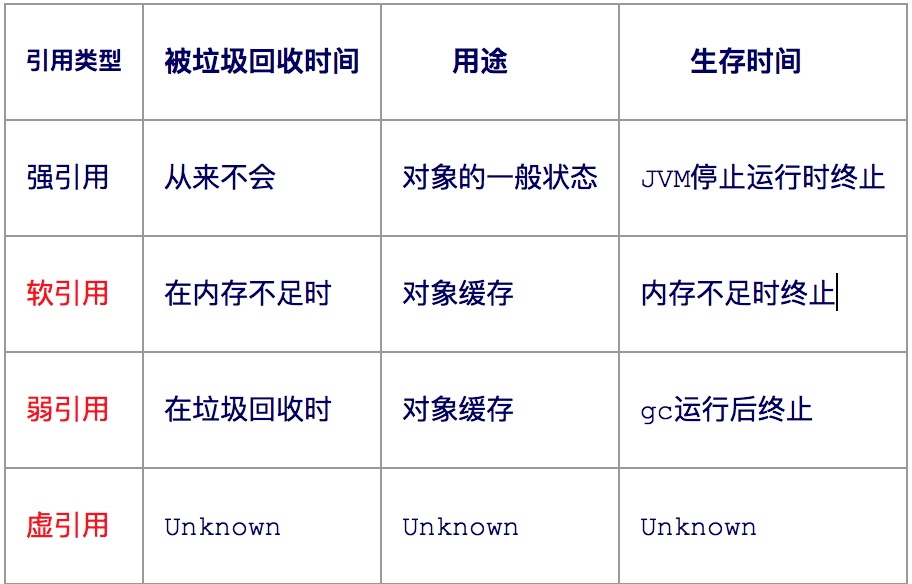 引用类型 被垃圾回收时间 用途 生存时间
强引用 从来不会 对象的一般状态 JVM停止运行时终止
软引用 在内存不足时 对象缓存 内存不足时终止
弱引用 在垃圾回收时 对象缓存 gc运行后终止
虚引用 Unknown Unknown Unknown